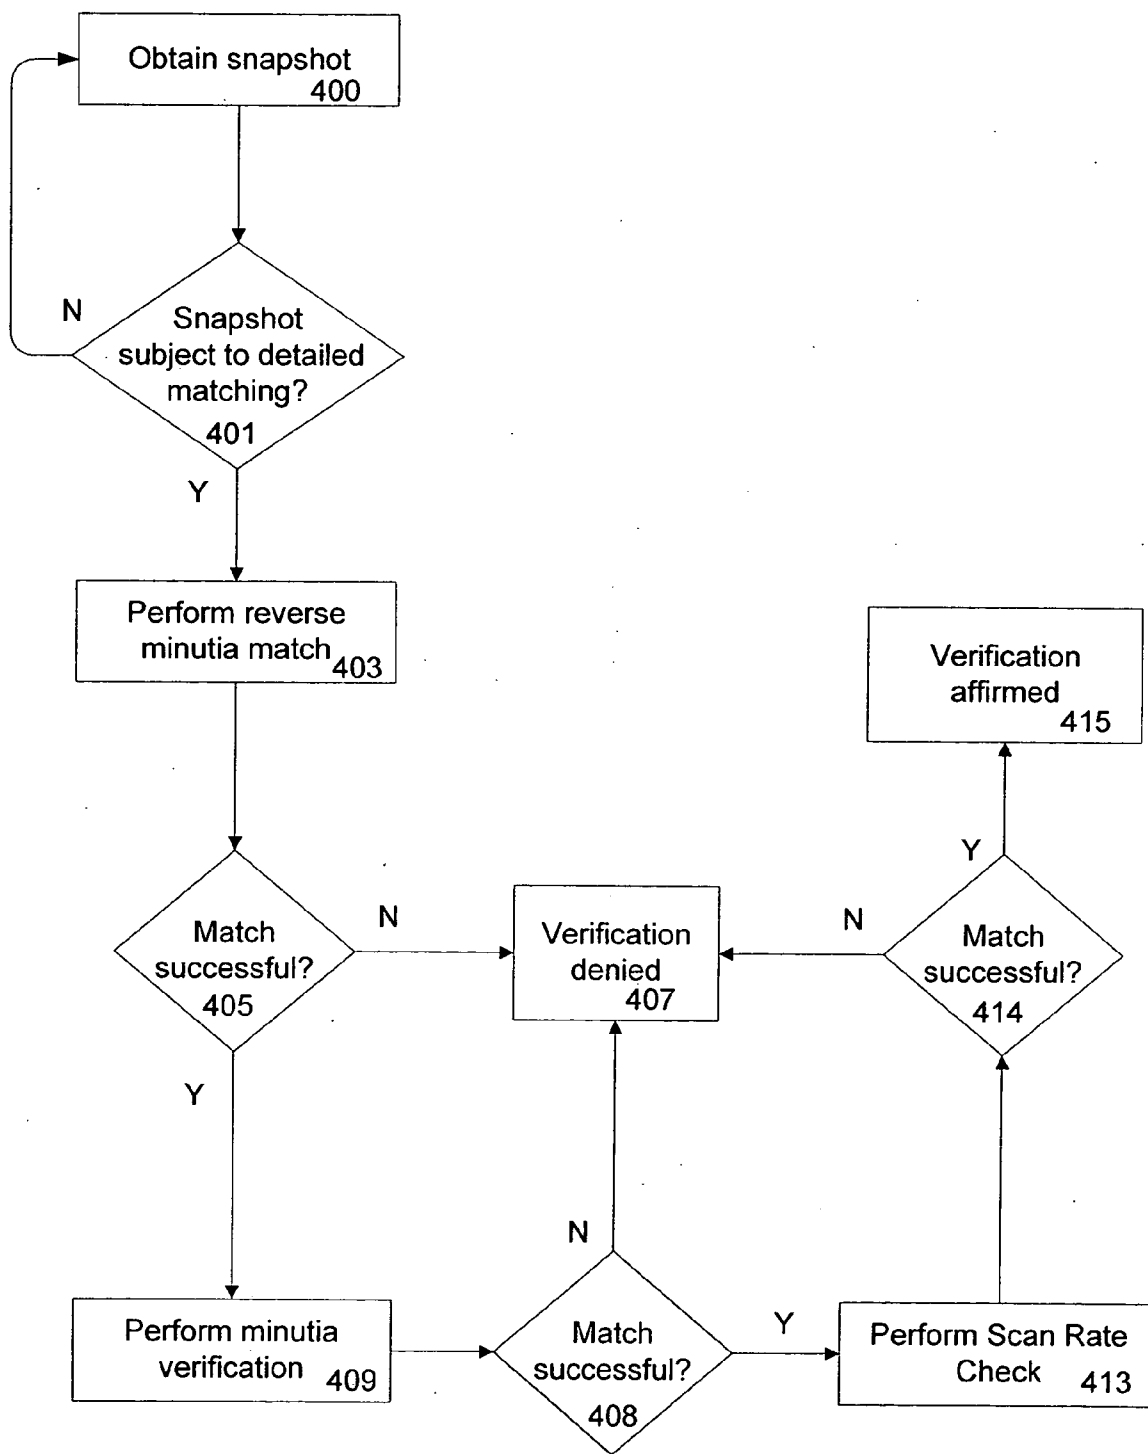 Obtain snapshot
400
N
Snapshot
subject to detailed
matching?
401
Y
Perform reverse
minutia match
403
Match
successful?
405
N
Y
Verification
denied
407
Verification
affirmed
415
Y
N
Match
successful?
414
Perform minutia
verification
409
N
Match
successful?
408
Y
Perform Scan Rate
Check
413